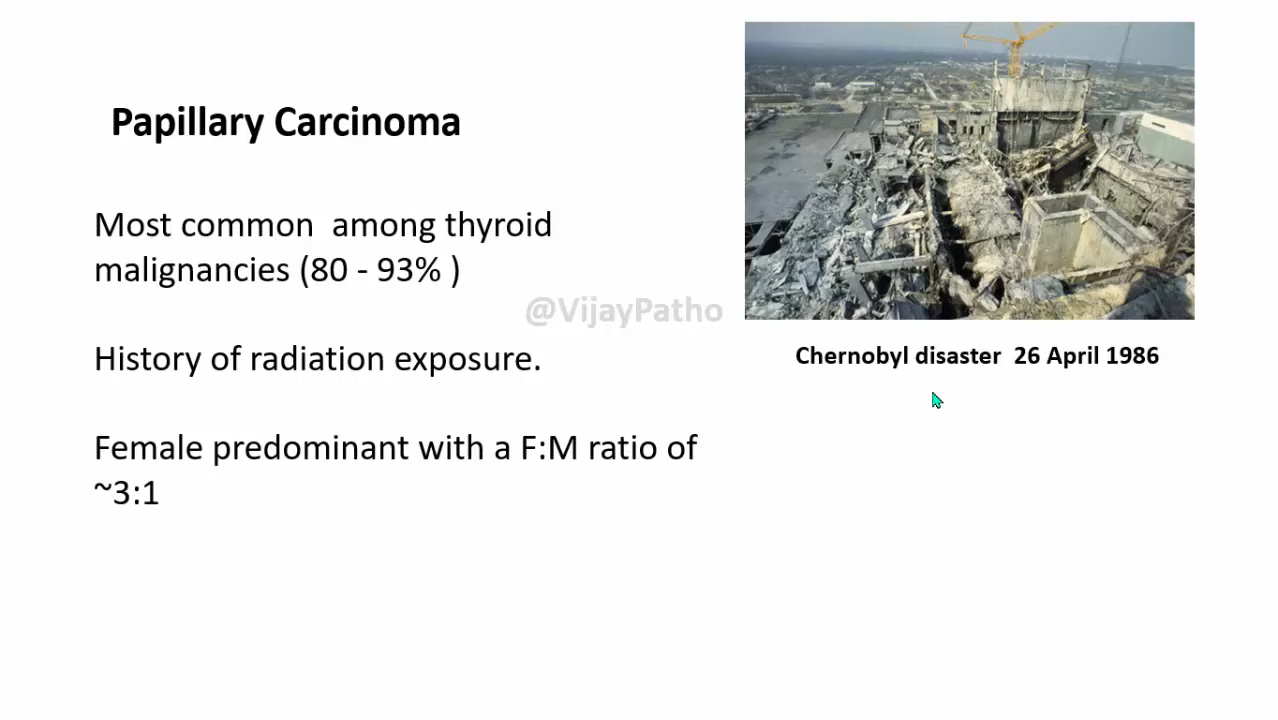 Papillary Carcinoma
Most common among thyroid
malignancies (80 - 93% )
@VijayPatho
History of radiation exposure.
Chernobyl disaster 26 April 1986
Female predominant with a F:M ratio of
~3:1